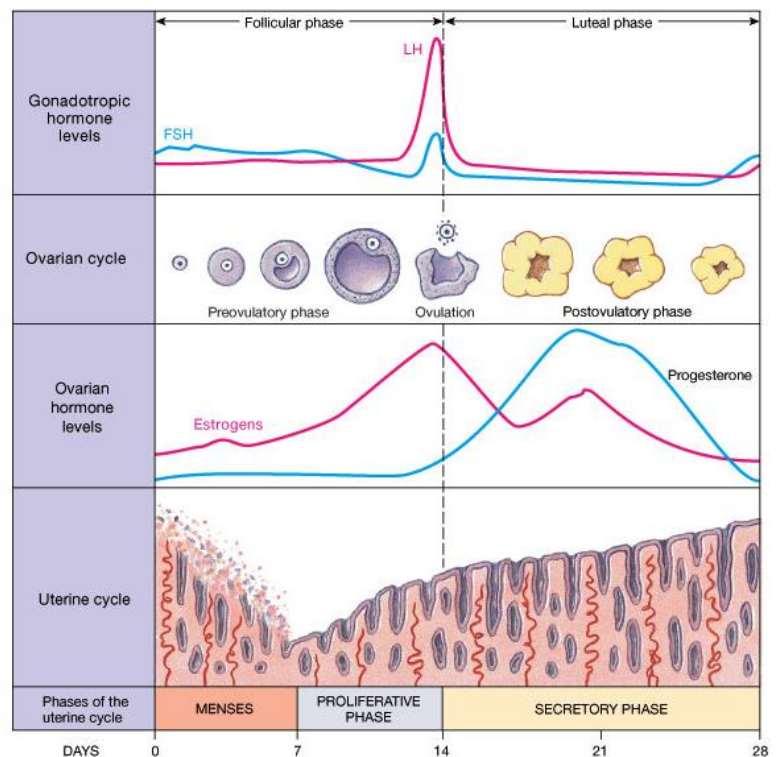 Follicular phase
Luteal phase
Gonadotropic
hormone
levels
LH
FSH
Ovarian cycle
Preovulatory phase
Ovulation
Postovulatory phase
Ovarian
hormone
levels
Estrogens
Progesterone
Uterine cycle
Phases of the
uterine cycle
MENSES
PROLIFERATIVE
PHASE
SECRETORY PHASE
DAYS
0
7
14
21
28